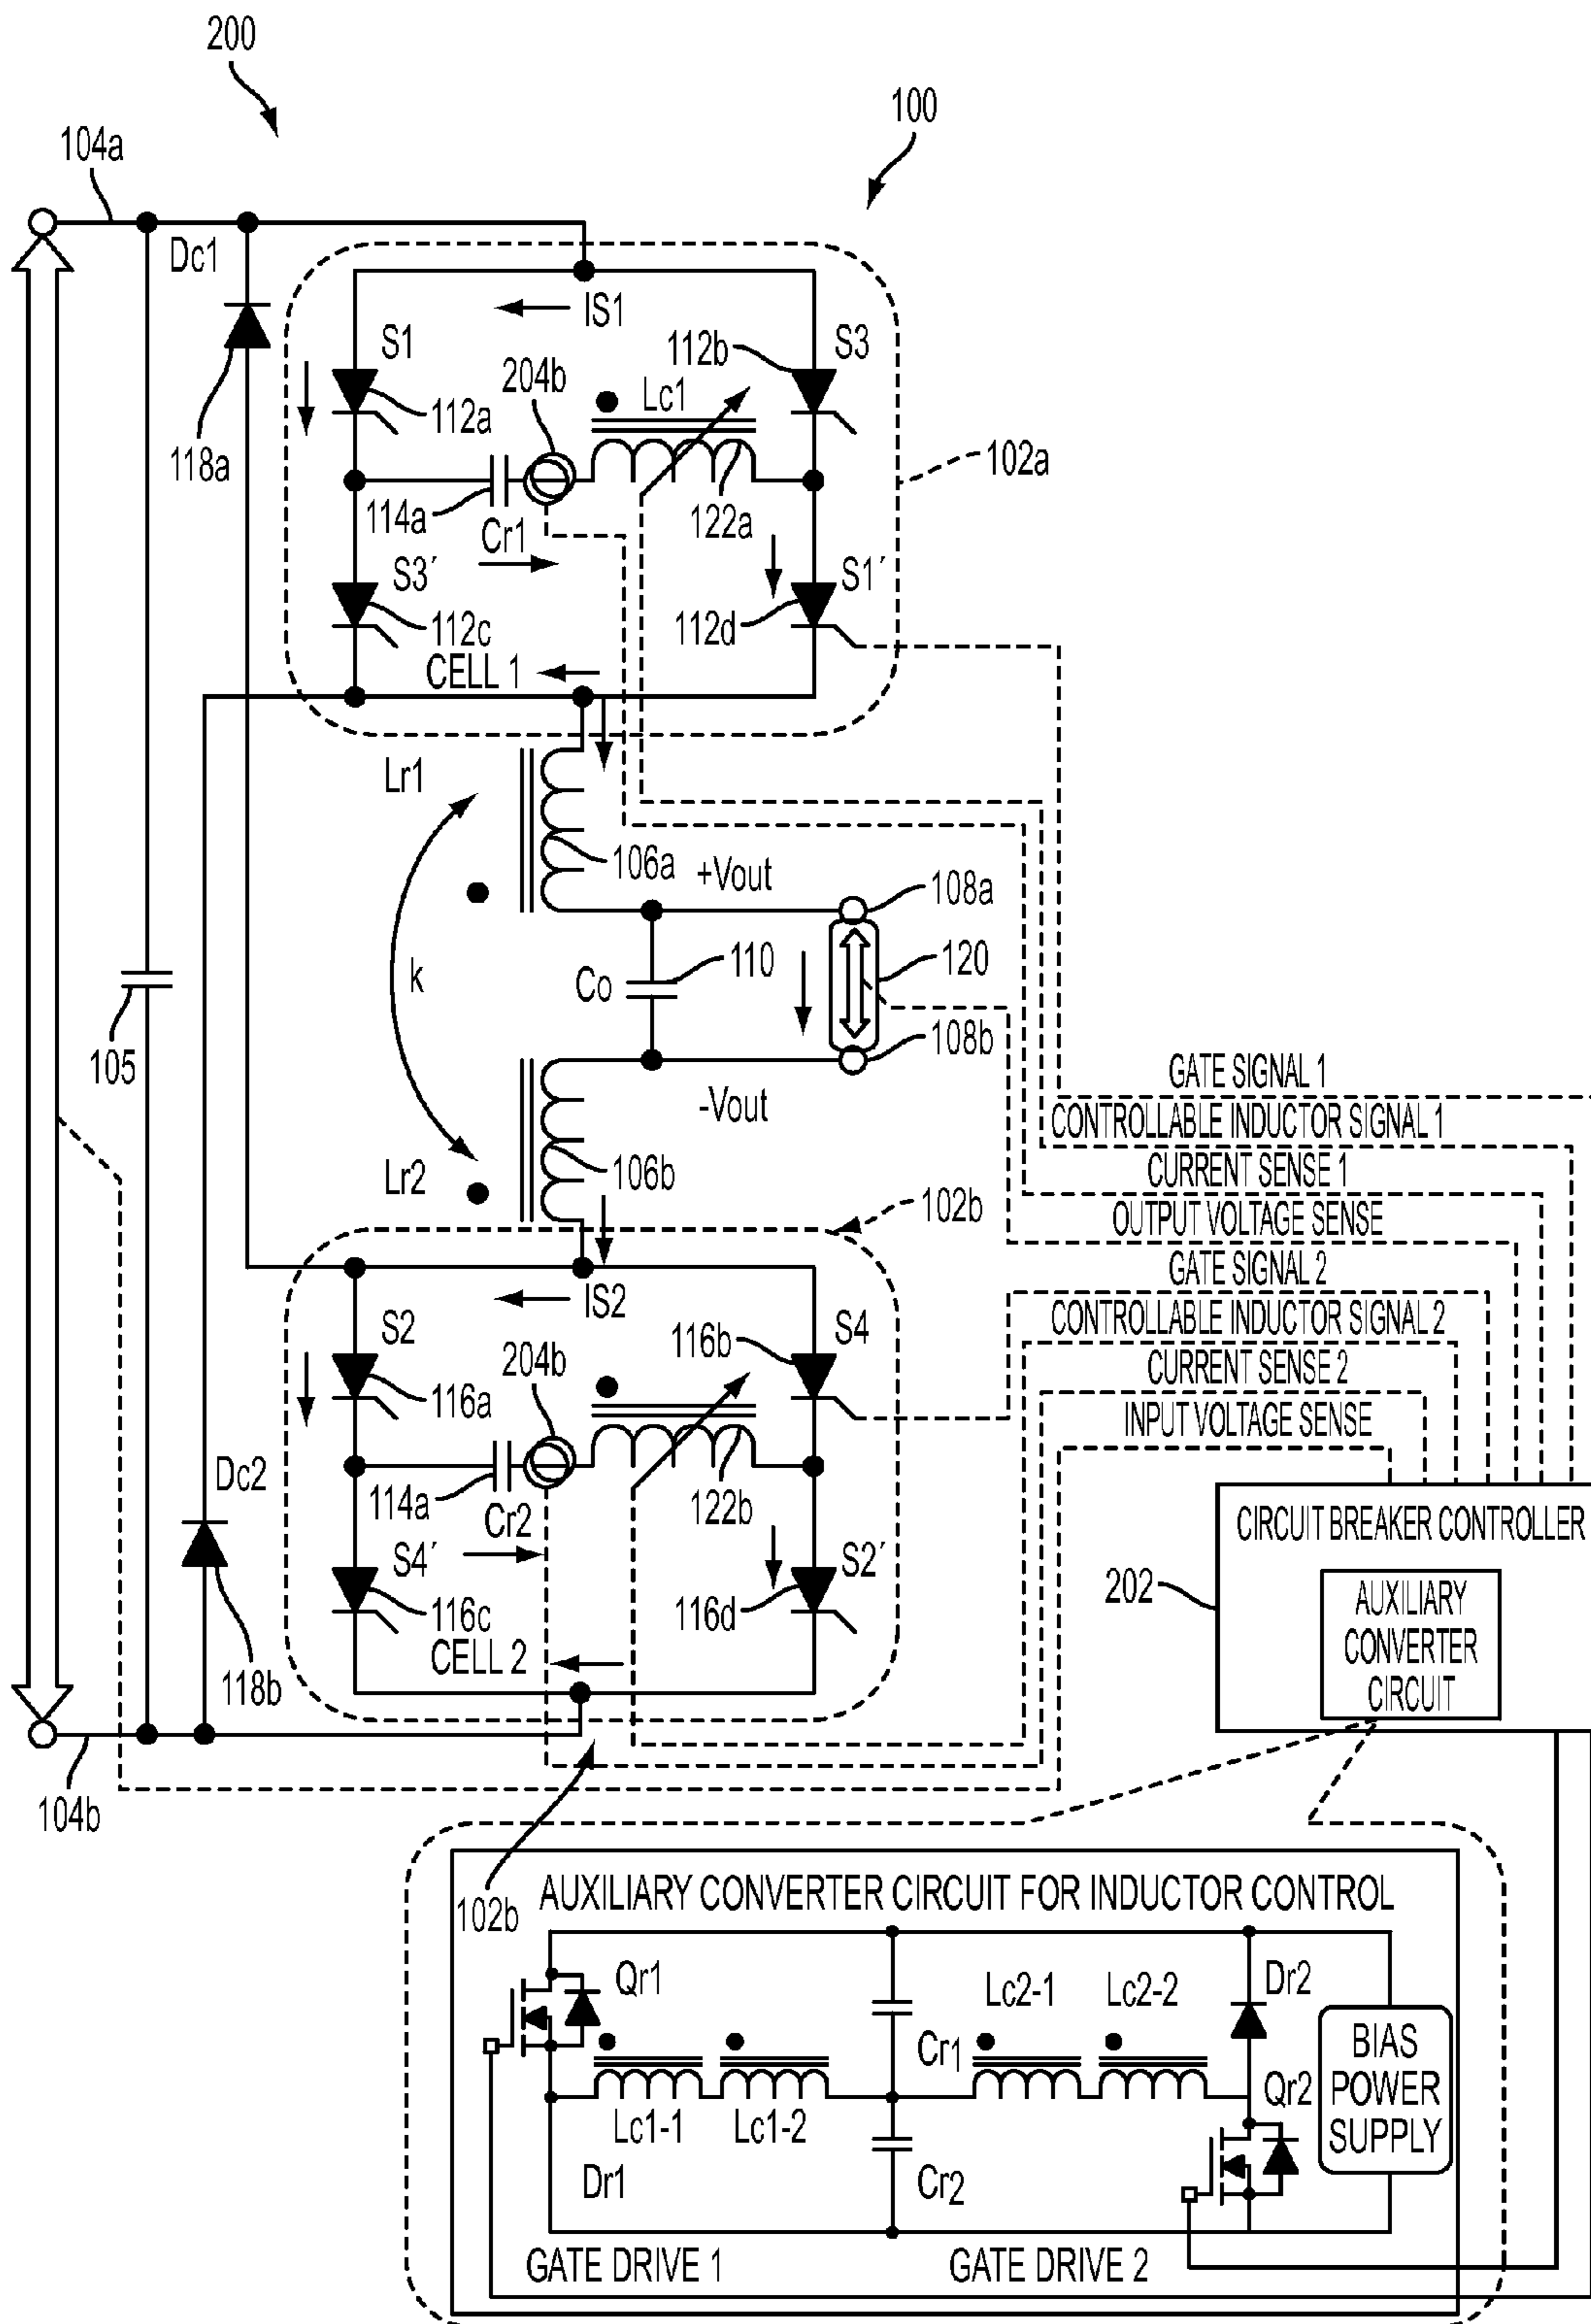 200
100
104a
Dc1
IS1
S1
112b
S3
204b
Lc1
112a
118a
102a
114a
Cr1
122a
S3´
S1´
112c
112d
CELL 1
Lr1
106a
+Vout
108a
k
Co
110
120
105
108b
-Vout
GATE SIGNAL 1
CONTROLLABLE INDUCTOR SIGNAL 1
CURRENT SENSE 1
OUTPUT VOLTAGE SENSE
GATE SIGNAL 2
CONTROLLABLE INDUCTOR SIGNAL 2
CURRENT SENSE 2
INPUT VOLTAGE SENSE
Lr2
106b
102b
IS2
S2
116b
S4
204b
116a
Dc2
114a
Cr2
122b
S4´
S2´
116c
116d
CELL 2
118b
CIRCUIT BREAKER CONTROLLER
202
AUXILIARY
CONVERTER
CIRCUIT
104b
102b
AUXILIARY CONVERTER CIRCUIT FOR INDUCTOR CONTROL
Qr1
Lc2-1
Lc2-2
Dr2
Cr1
BIAS
POWER
SUPPLY
Qr2
Lc1-1
Lc1-2
Dr1
Cr2
GATE DRIVE 1
GATE DRIVE 2